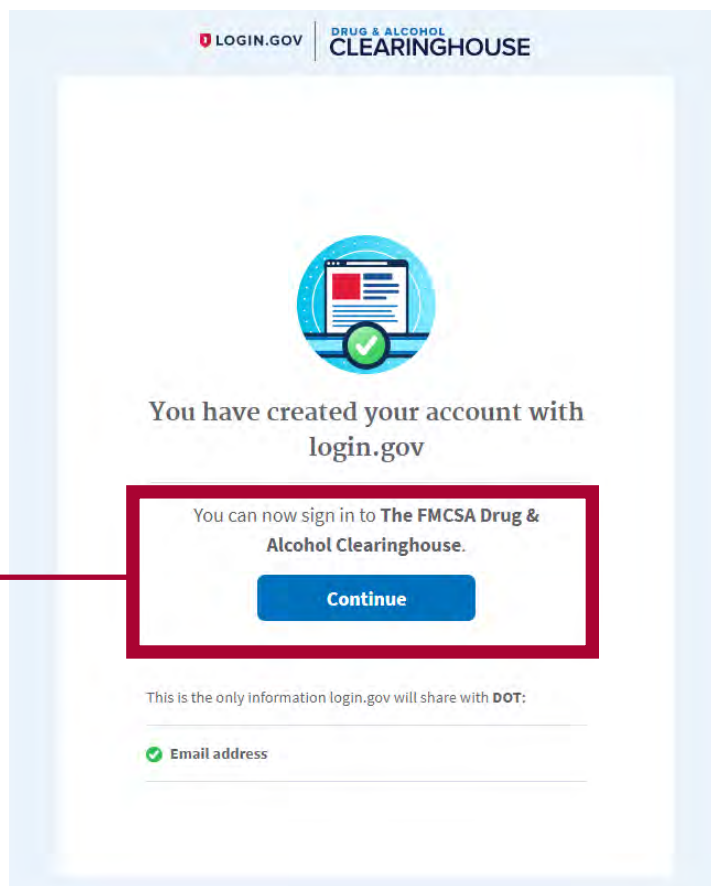 LOGIN.GOV
DRUG & ALCOHOL
CLEARINGHOUSE
You have created your account with
login.gov
You can now sign in to The FMCSA Drug &
Alcohol Clearinghouse.
Continue
This is the only information login.gov will share with DOT:
Email address